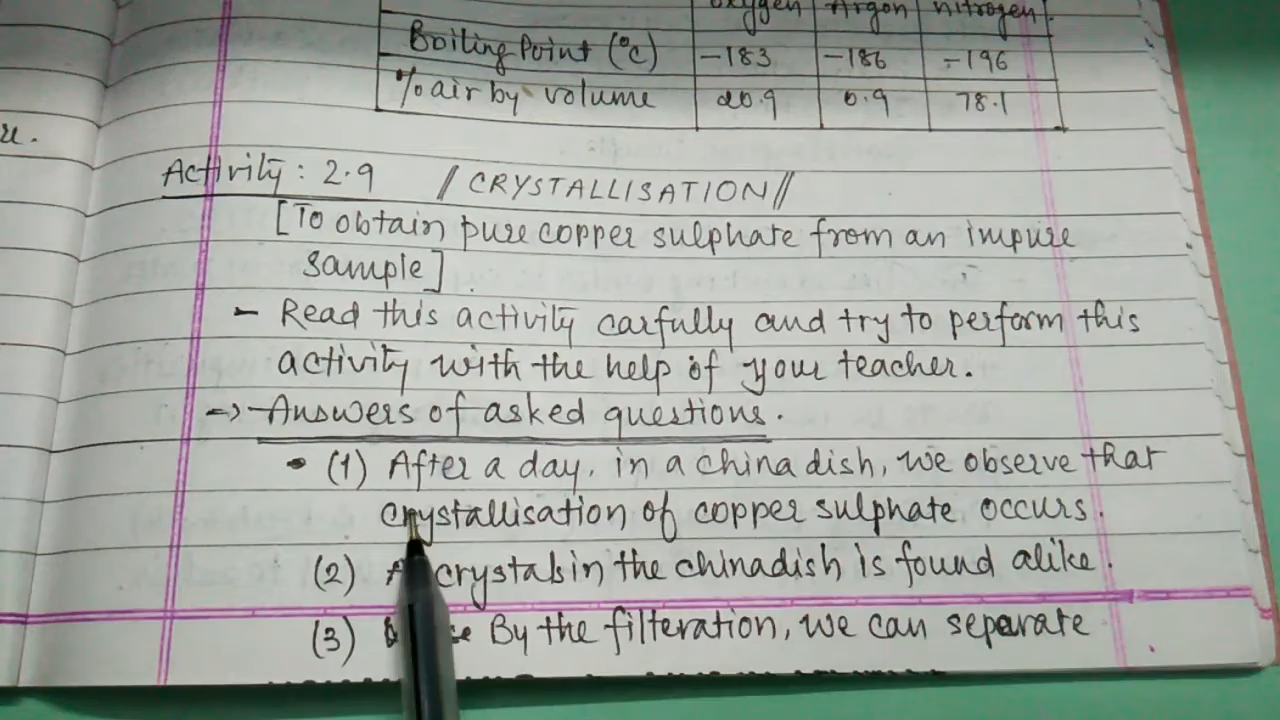 oxygen Argon nitrogen
Boiling Point (°c) -183 -186 -196
% air by volume 20.9 0.9 78.1
Activity : 2.9 // CRYSTALLISATION //
[To obtain pure copper sulphate from an impure
sample]
- Read this activity carfully and try to perform this
activity with the help of your teacher.
-> Answers of asked questions.
(1) After a day, in a china dish, we observe that
crystallisation of copper sulphate occurs.
(2) crystals in the chinadish is found alike.
(3) By the filteration, we can separate